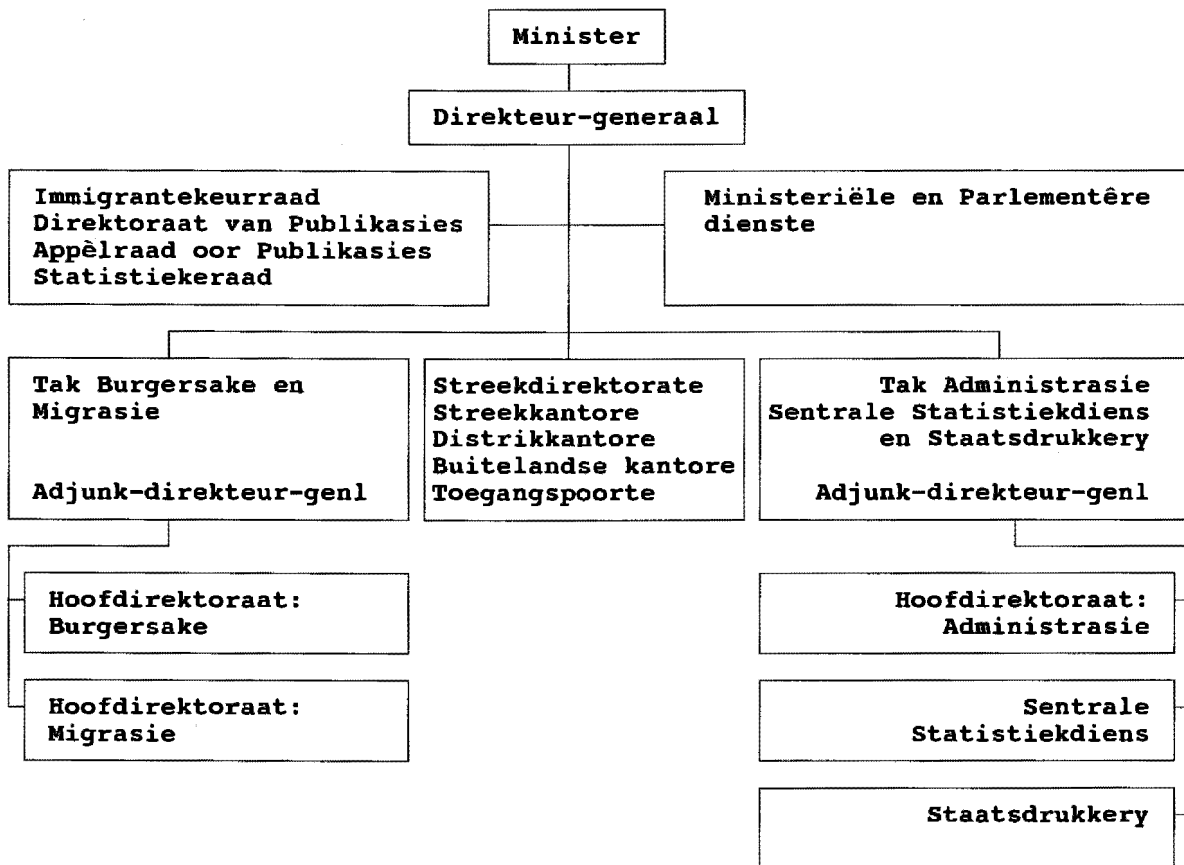 Minister
Direkteur-generaal
Immigrantekeurraad
Direktoraat van Publikasies
Appèlraad oor Publikasies
Statistiekeraad
Ministeriële en Parlementêre
dienste
Tak Burgersake en
Migrasie
Adjunk-direkteur-genl
Streekdirektorate
Streekkantore
Distrikkantore
Buitelandse kantore
Toegangspoorte
Tak Administrasie
Sentrale Statistiekdiens
en Staatsdrukkery
Adjunk-direkteur-genl
Hoofdirektoraat:
Burgersake
Hoofdirektoraat:
Migrasie
Hoofdirektoraat:
Administrasie
Sentrale
Statistiekdiens
Staatsdrukkery